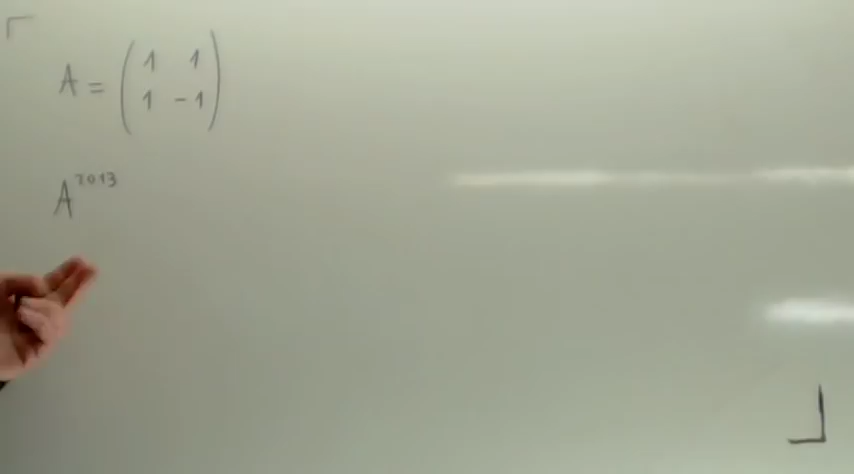 A = ( 1 1
1 -1 )
A^2013